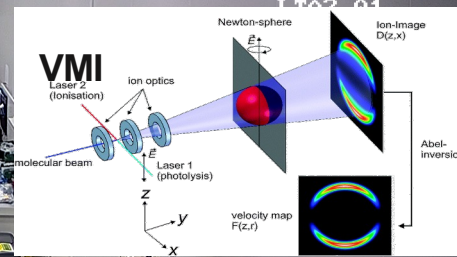 Newton-sphere
E
Ion-Image
D(z,x)
VMI
Laser 2
(Ionisation)
ion optics
molecular beam
E
Laser 1
(photolysis)
z
y
x
Abel-
inversion
velocity map
F(z,r)